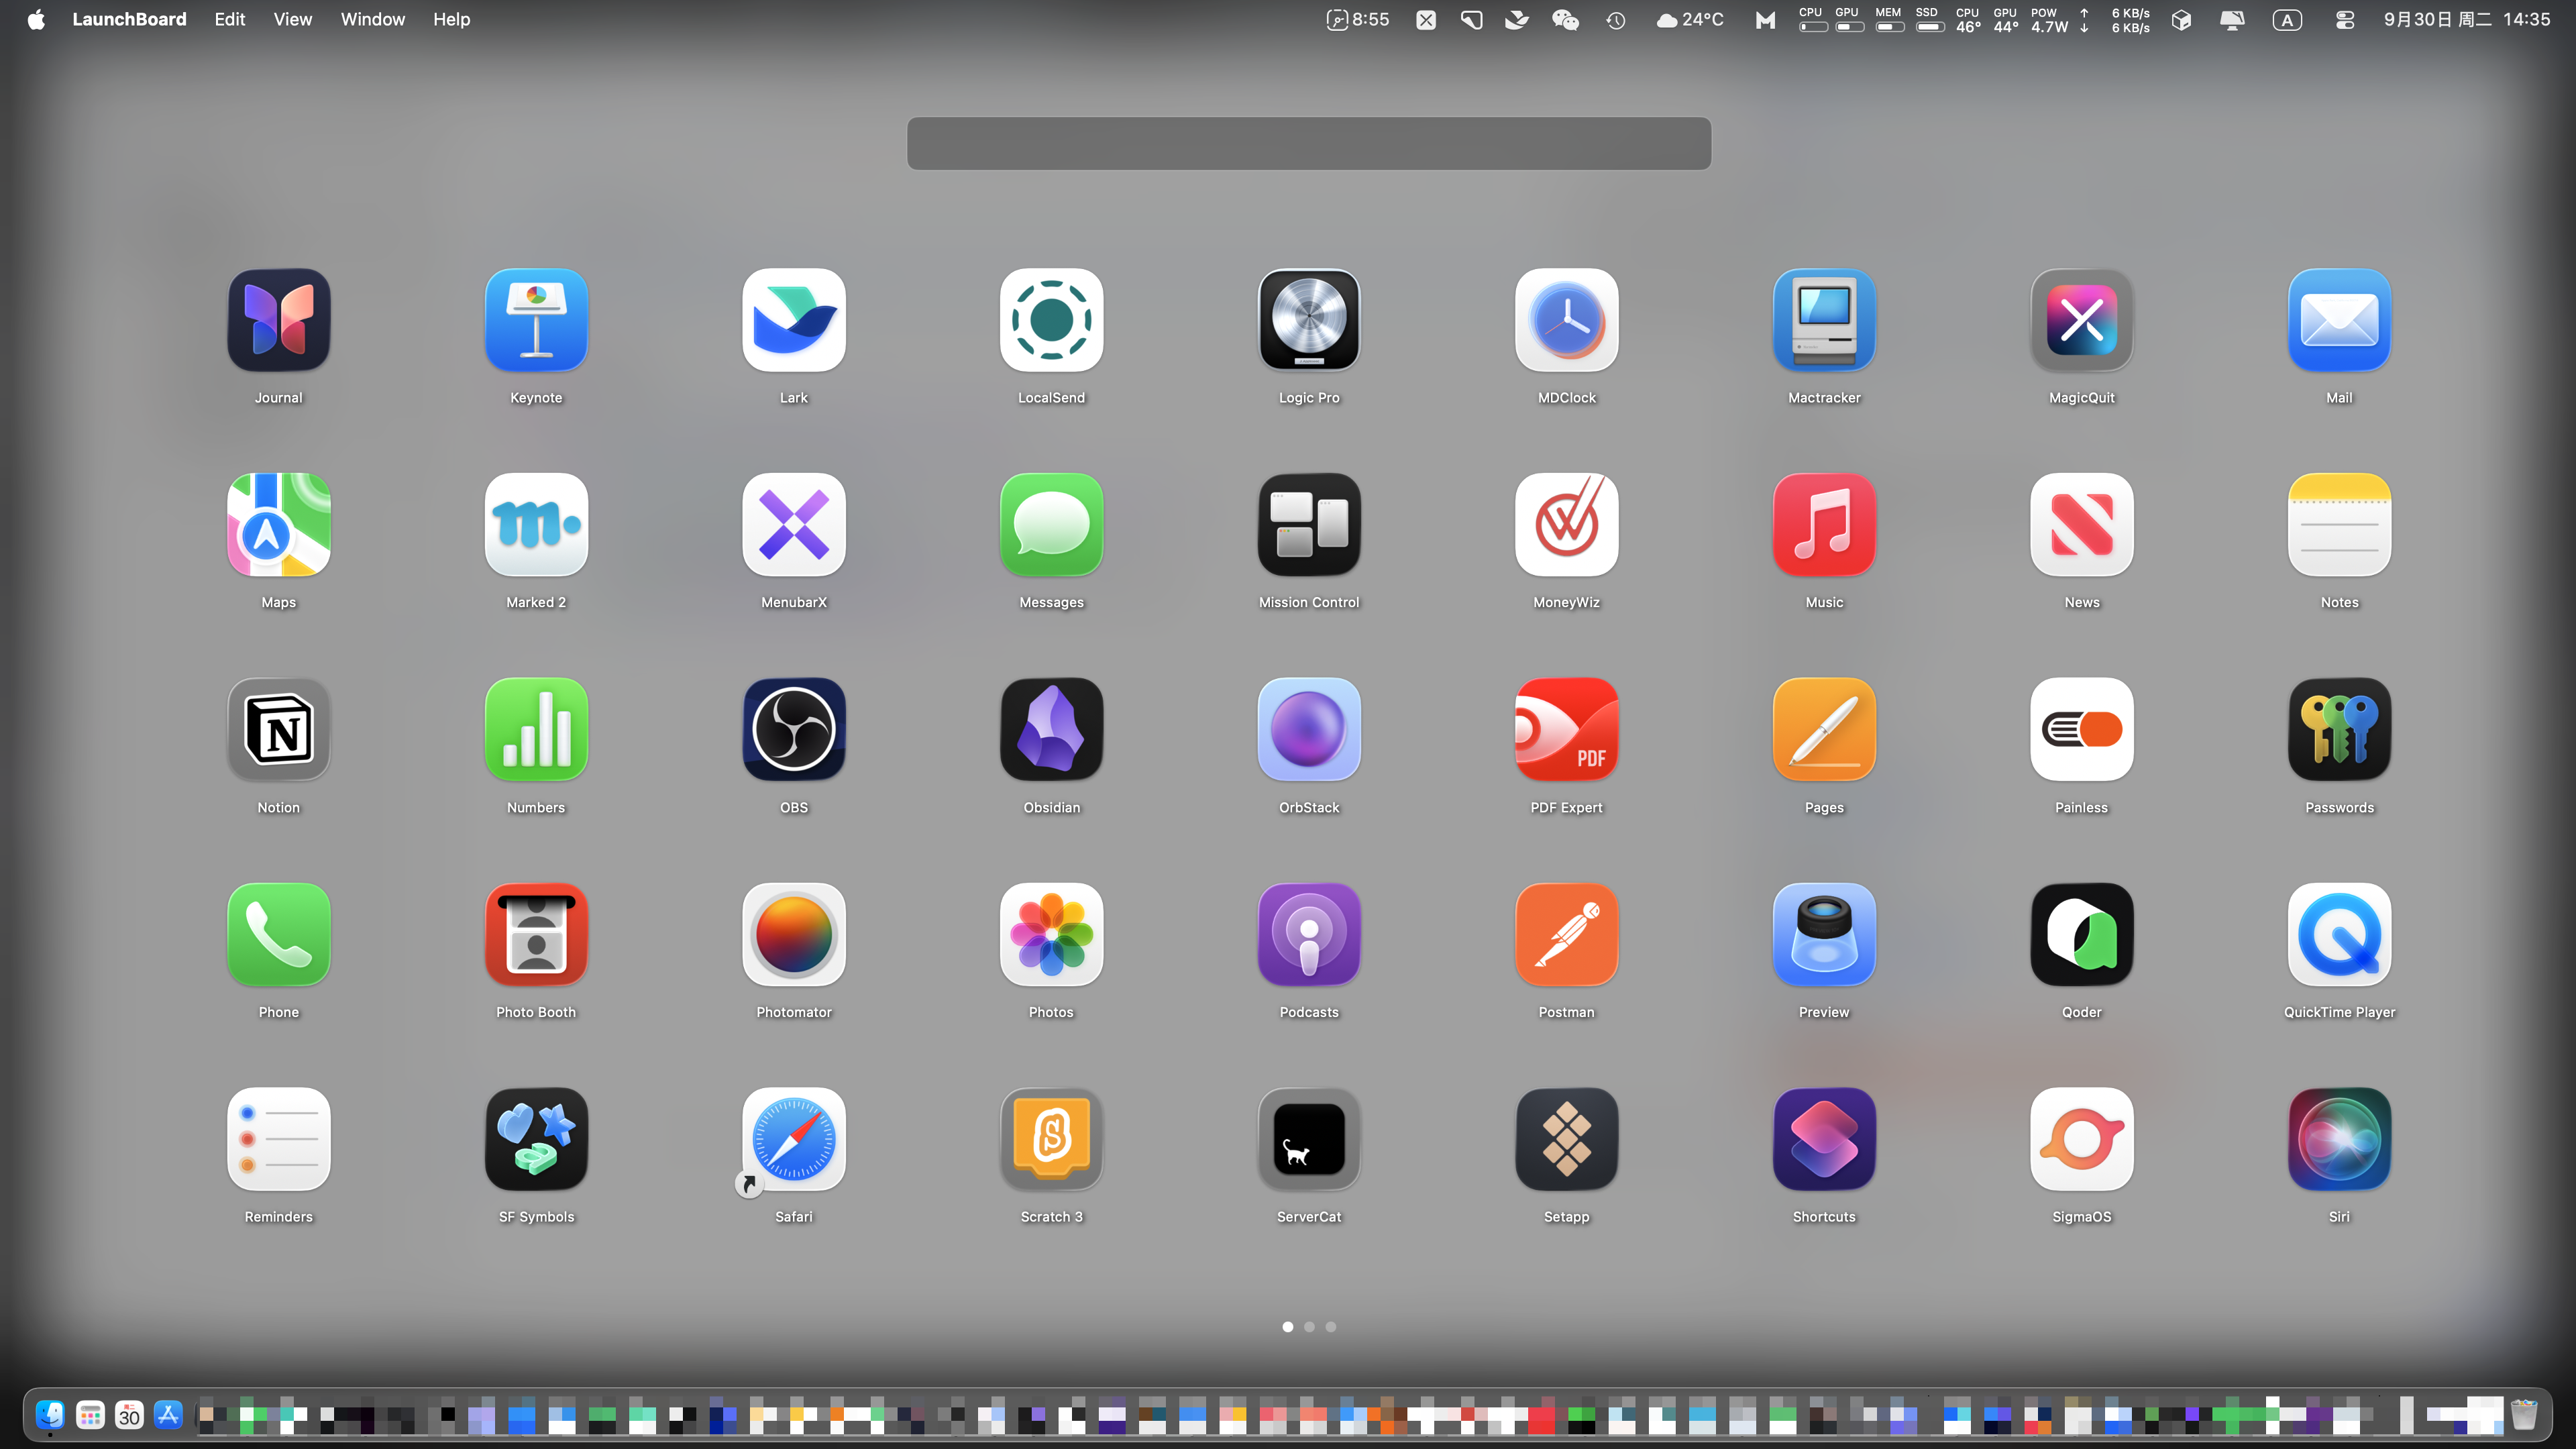 LaunchBoard Edit View Window Help 8:55 24°C CPU GPU MEM SSD CPU 46° GPU 44° POW 4.7W ↑ ↓ 6 KB/s 6 KB/s A 9月30日 周二 14:35
Journal Keynote Lark LocalSend Logic Pro MDClock Mactracker MagicQuit Mail
Maps Marked 2 MenubarX Messages Mission Control MoneyWiz Music News Notes
PDF
Notion Numbers OBS Obsidian OrbStack PDF Expert Pages Painless Passwords
Phone Photo Booth Photomator Photos Podcasts Postman Preview Qoder QuickTime Player
Reminders SF Symbols Safari Scratch 3 ServerCat Setapp Shortcuts SigmaOS Siri
周二
30